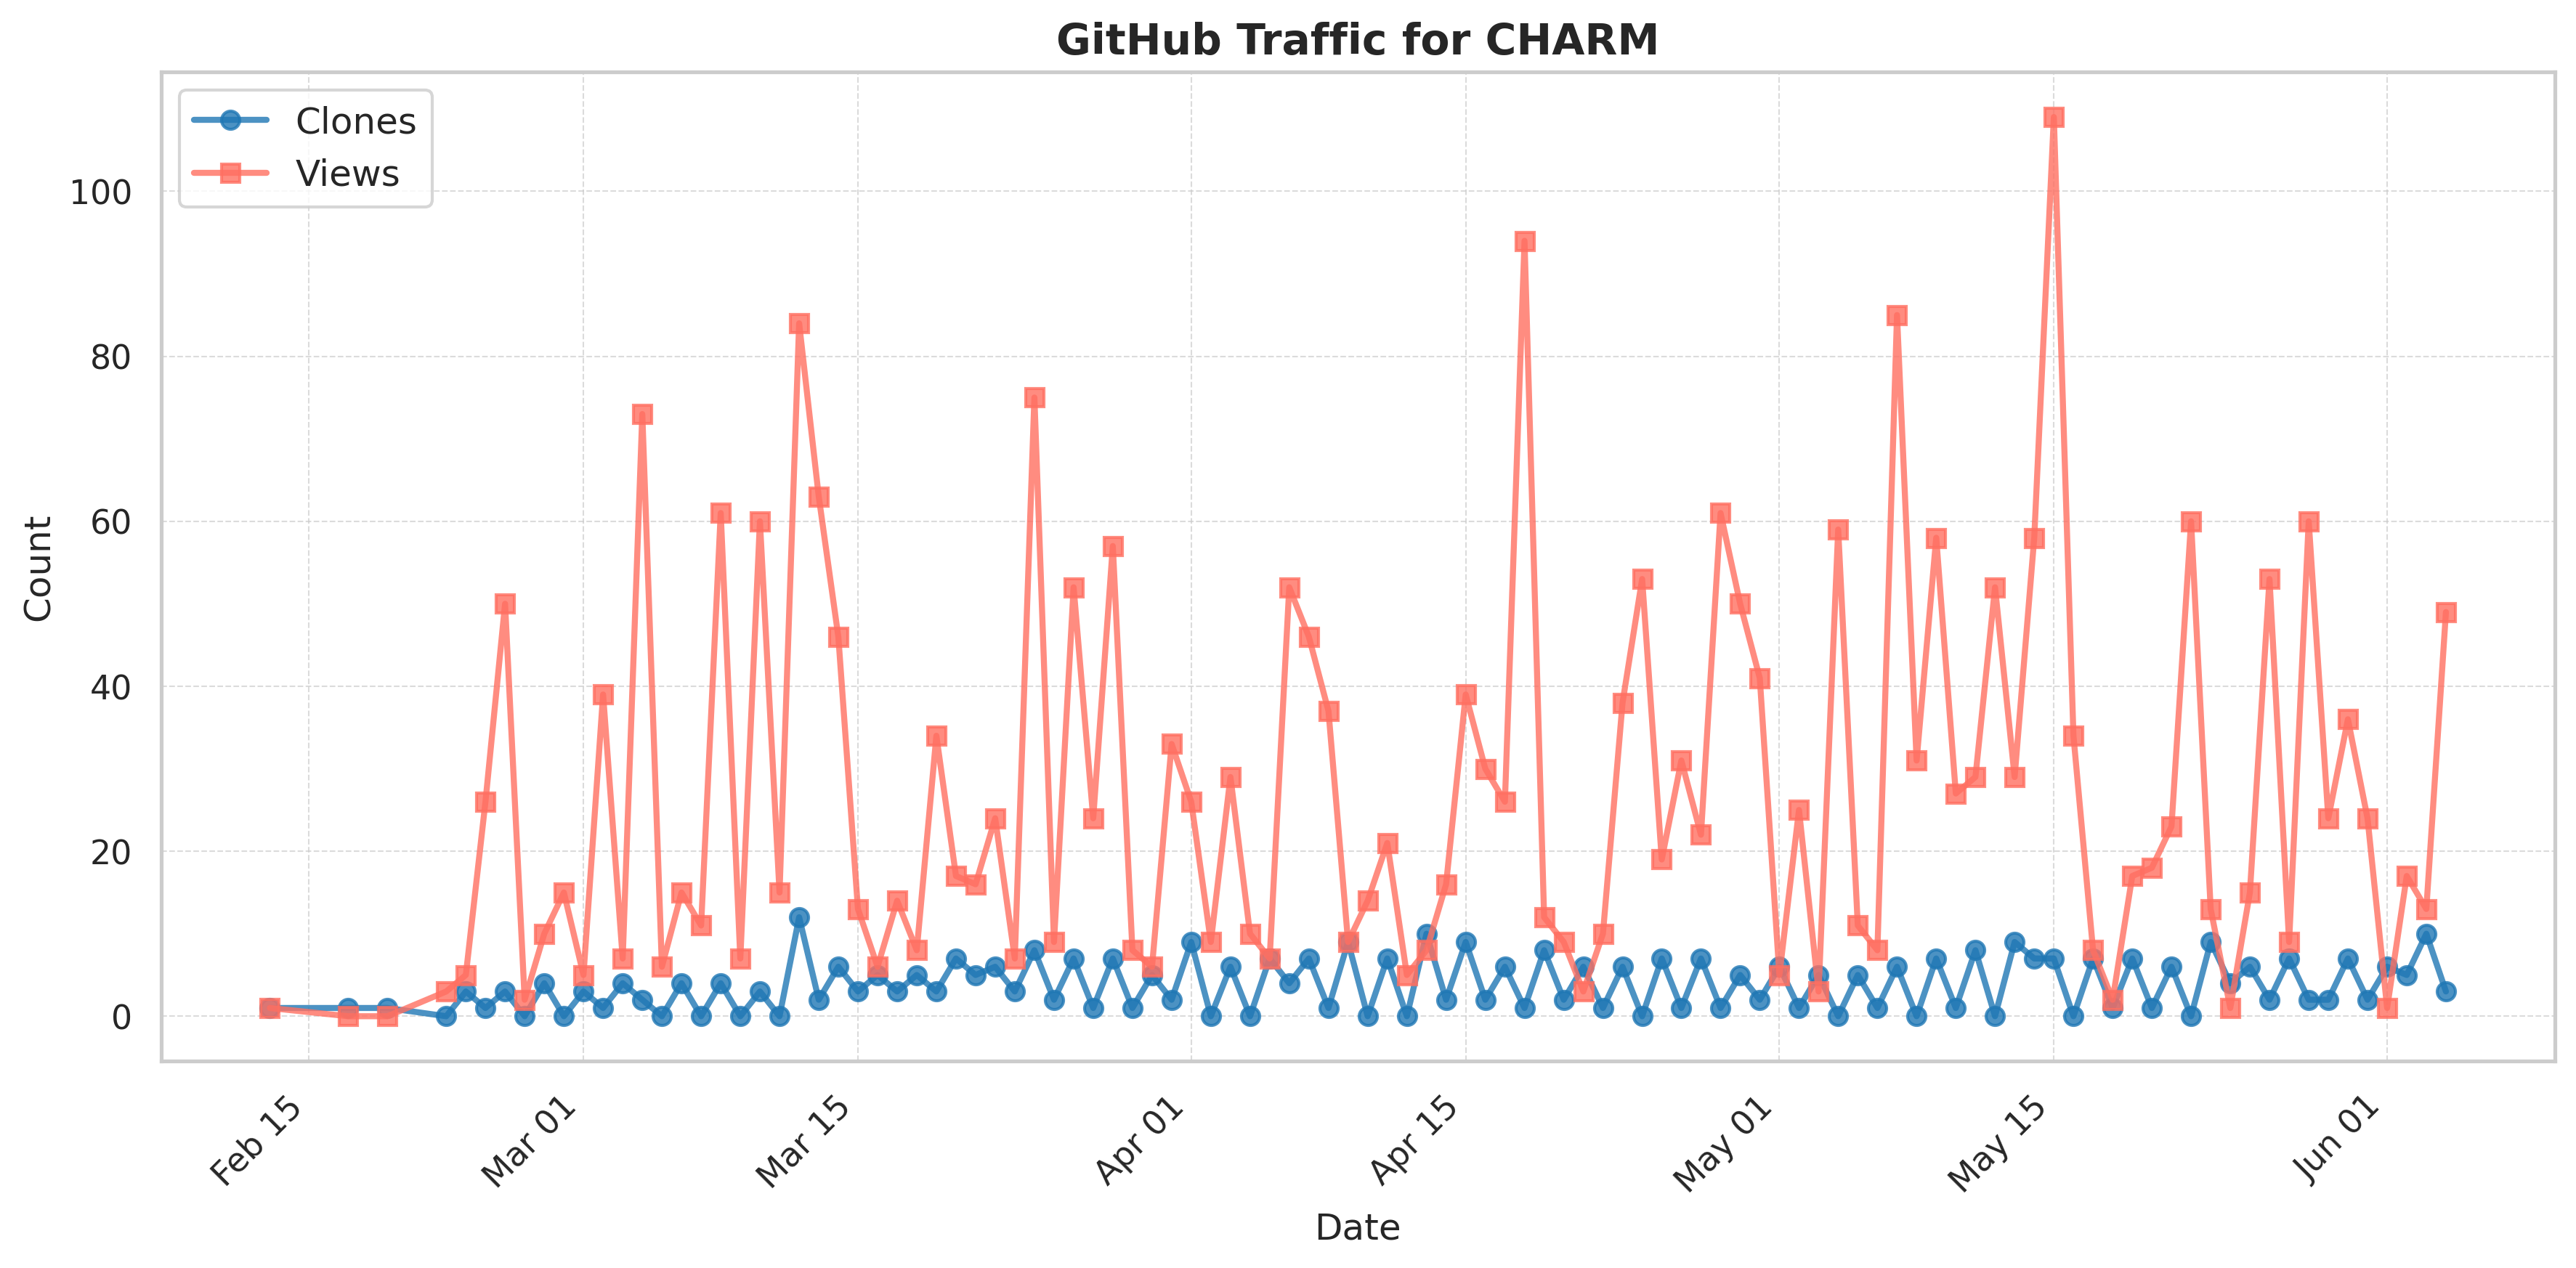 GitHub Traffic for CHARM
Clones
Views
100
80
60
40
20
0
Count
Feb 15
Mar 01
Mar 15
Apr 01
Apr 15
May 01
May 15
Jun 01
Date